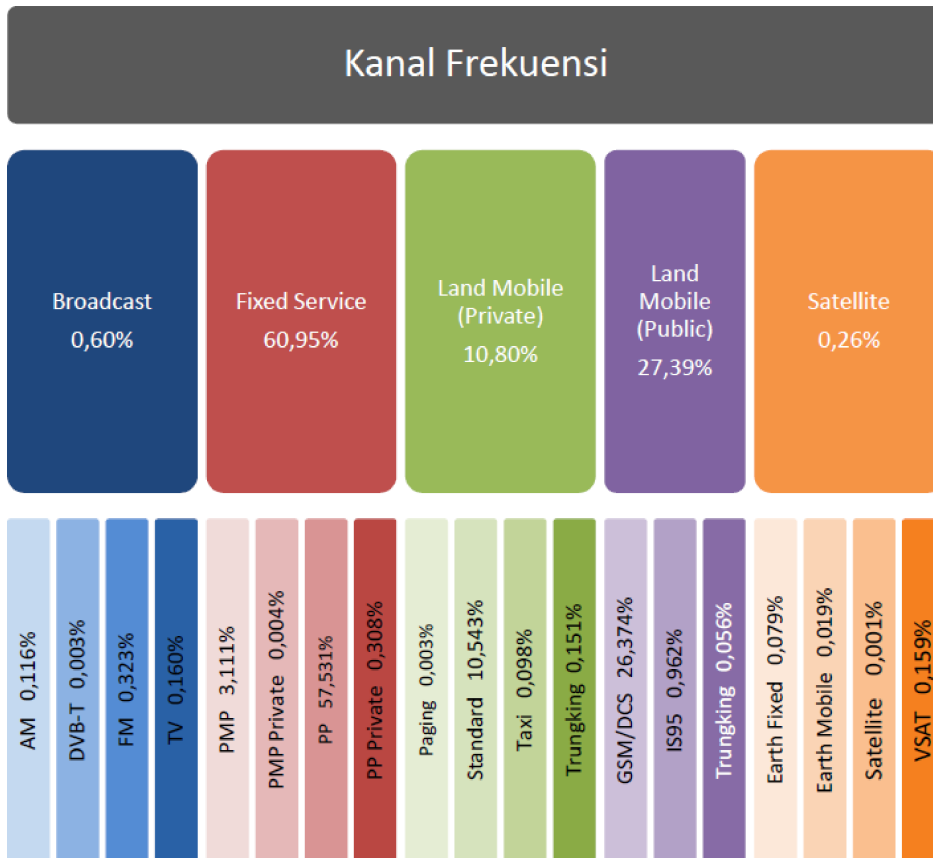 Kanal Frekuensi
Broadcast
0,60%
Fixed Service
60,95%
Land Mobile
(Private)
10,80%
Land
Mobile
(Public)
27,39%
Satellite
0,26%
AM 0,116%
DVB-T 0,003%
FM 0,323%
TV 0,160%
PMP 3,111%
PMP Private 0,004%
PP 57,531%
PP Private 0,308%
Paging 0,003%
Standard 10,543%
Taxi 0,098%
Trungking 0,151%
GSM/DCS 26,374%
IS95 0,962%
Trungking 0,056%
Earth Fixed 0,079%
Earth Mobile 0,019%
Satellite 0,001%
VSAT 0,159%